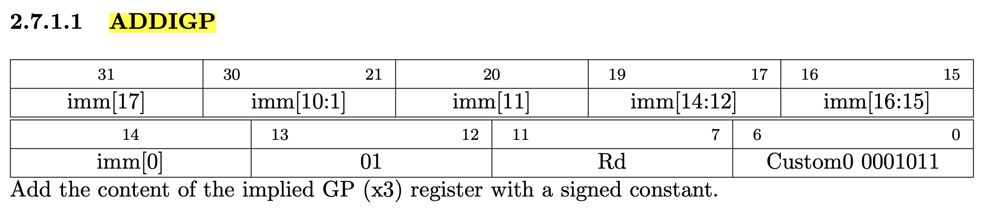 2.7.1.1 ADDIGP
31 30 21 20 19 17 16 15
imm[17] imm[10:1] imm[11] imm[14:12] imm[16:15]
14 13 12 11 7 6 0
imm[0] 01 Rd Custom0 0001011
Add the content of the implied GP (x3) register with a signed constant.